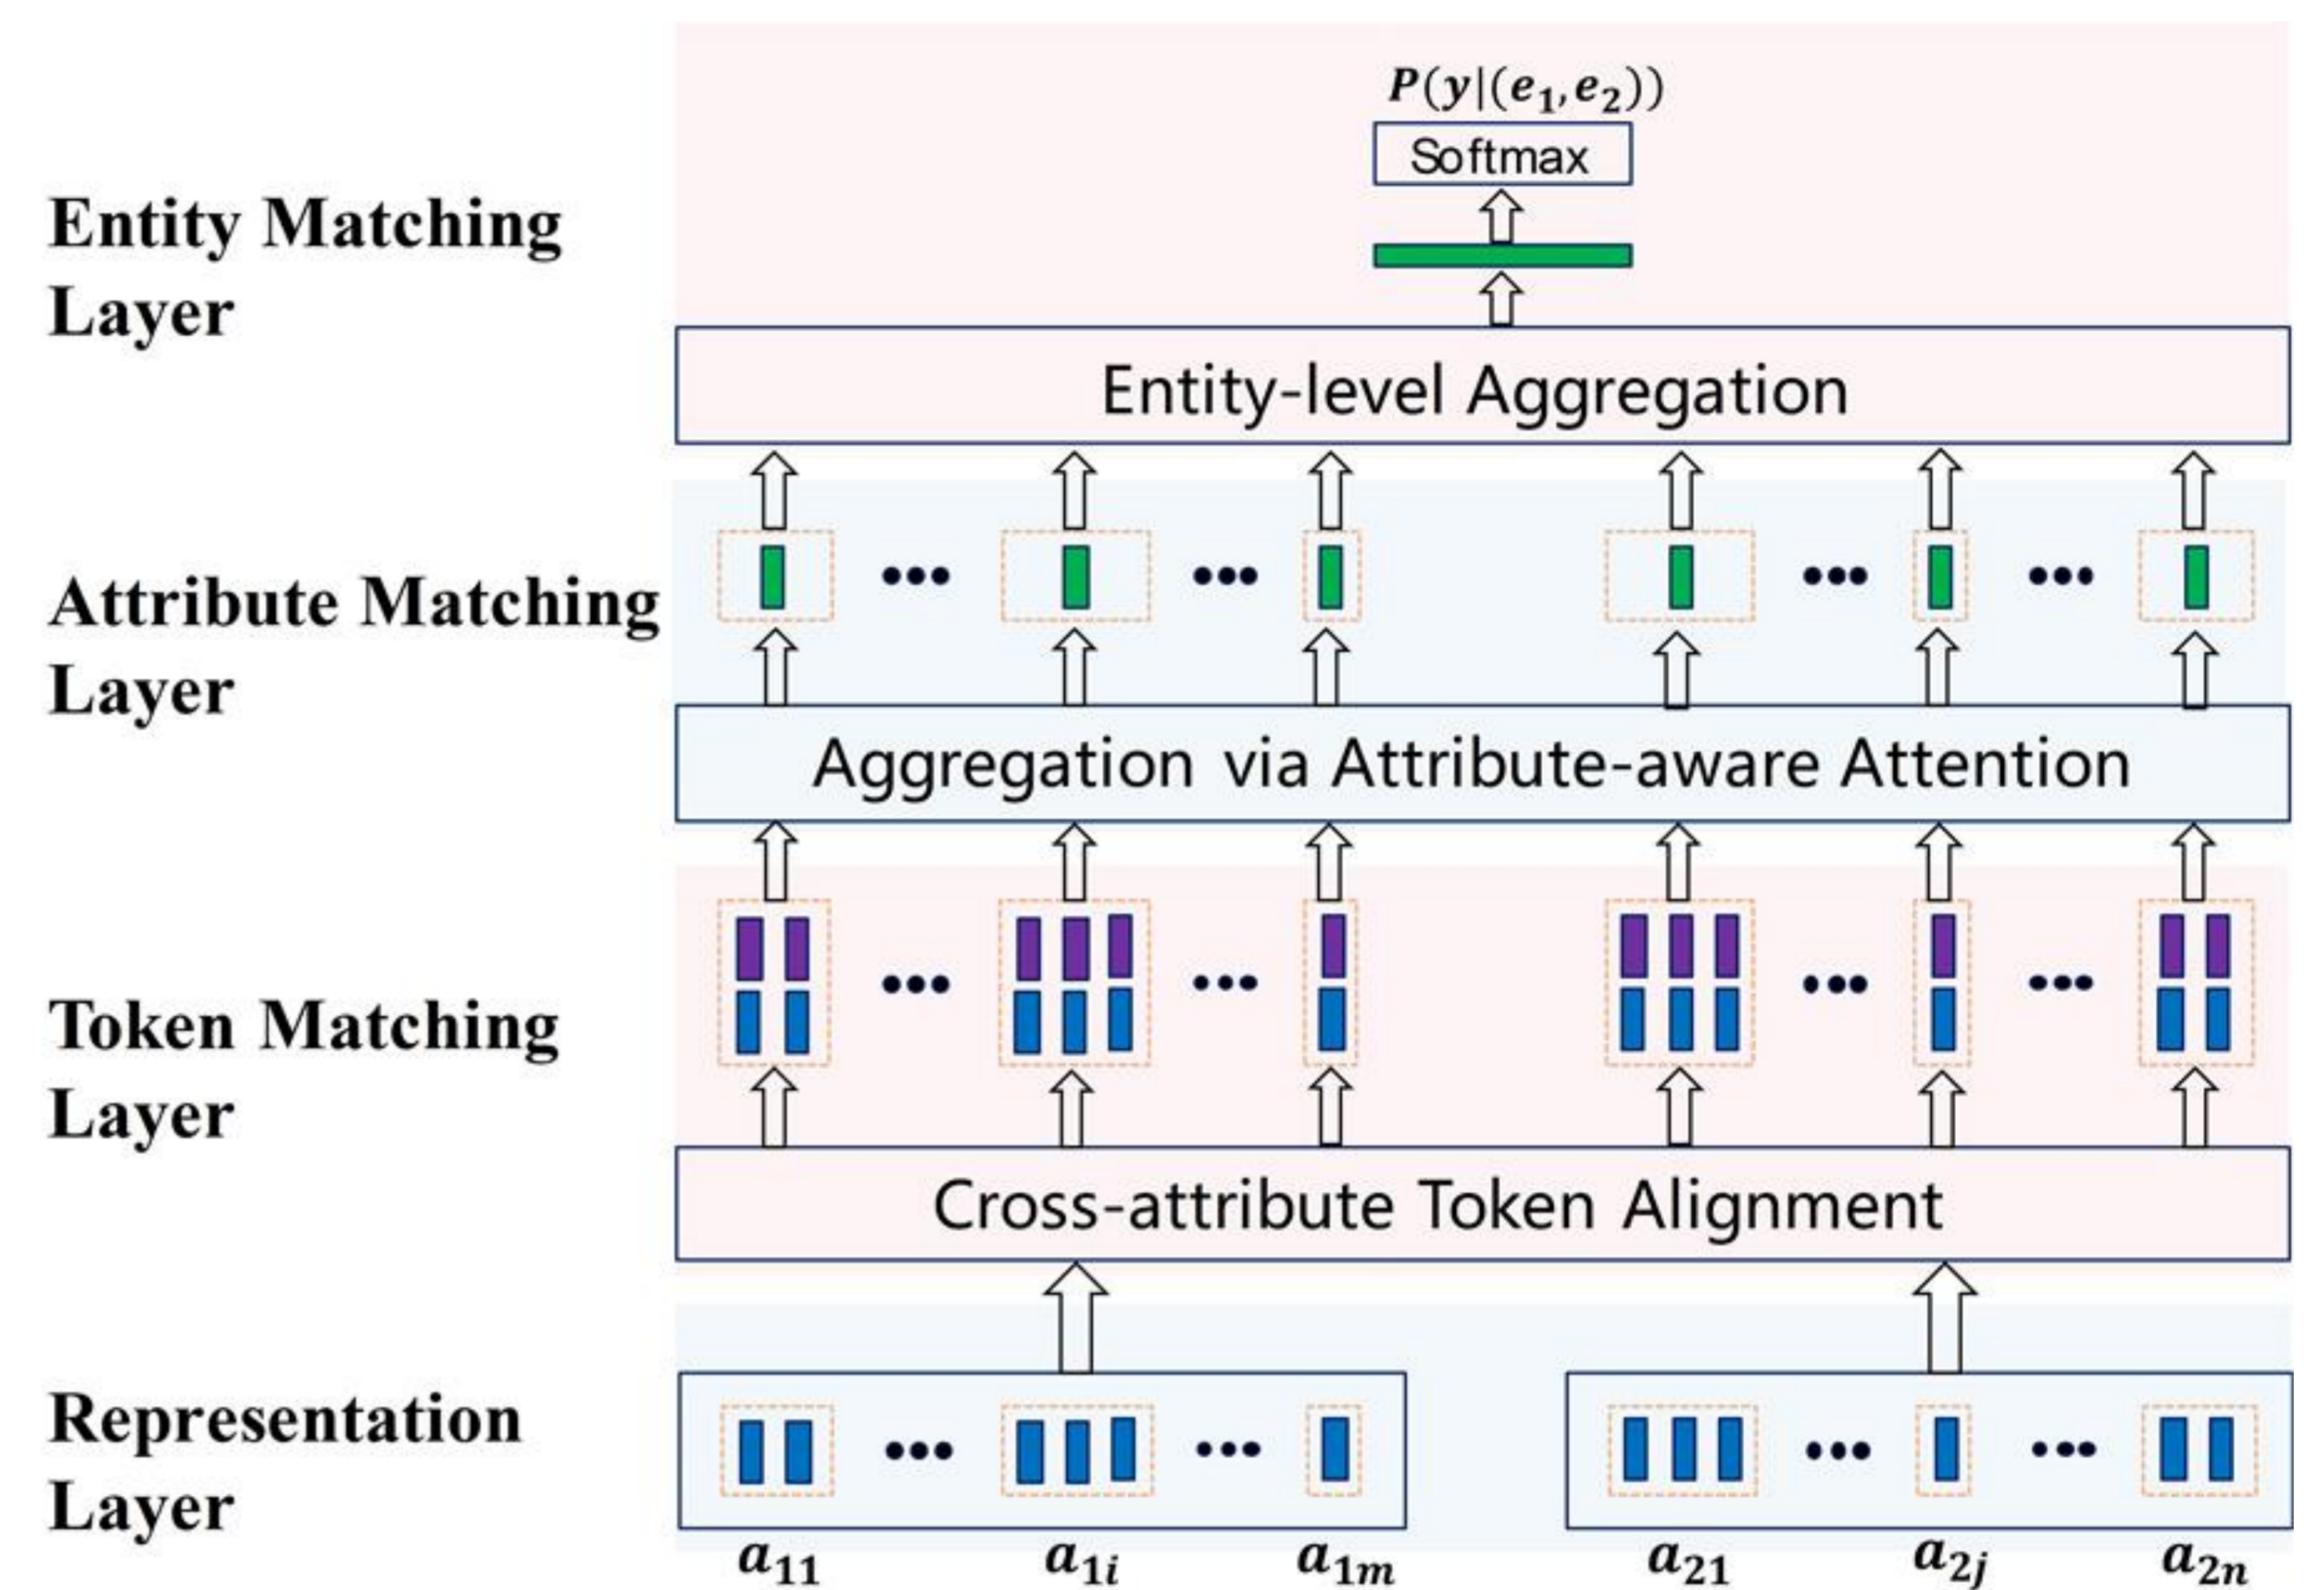 P(y|(e₁,e₂))
Softmax
Entity Matching
Layer
Entity-level Aggregation
Attribute Matching
Layer
Aggregation via Attribute-aware Attention
Token Matching
Layer
Cross-attribute Token Alignment
Representation
Layer
a₁₁ a₁ᵢ a₁ₘ a₂₁ a₂ⱼ a₂ₙ